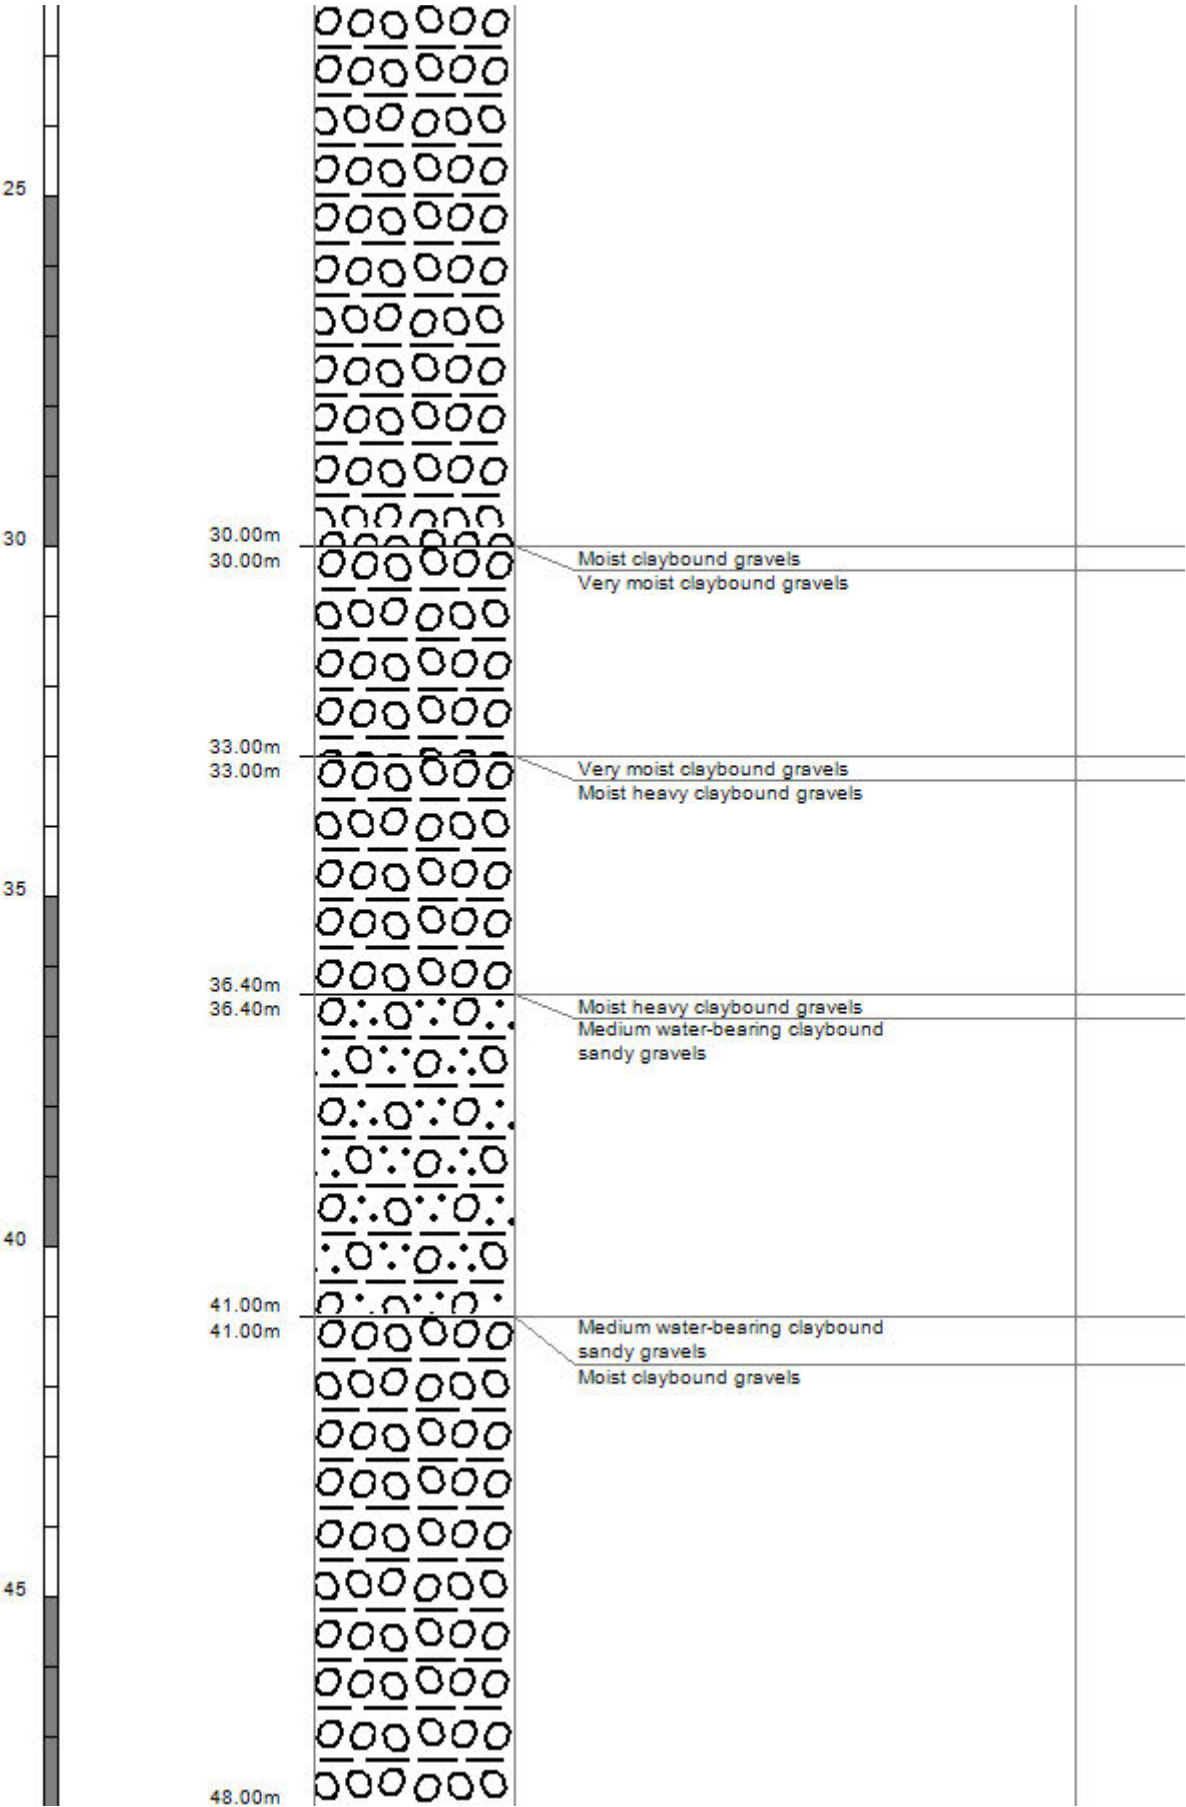 25
30
30.00m
30.00m
Moist claybound gravels
Very moist claybound gravels
33.00m
33.00m
Very moist claybound gravels
Moist heavy claybound gravels
35
36.40m
36.40m
Moist heavy claybound gravels
Medium water-bearing claybound
sandy gravels
40
41.00m
41.00m
Medium water-bearing claybound
sandy gravels
Moist claybound gravels
45
48.00m